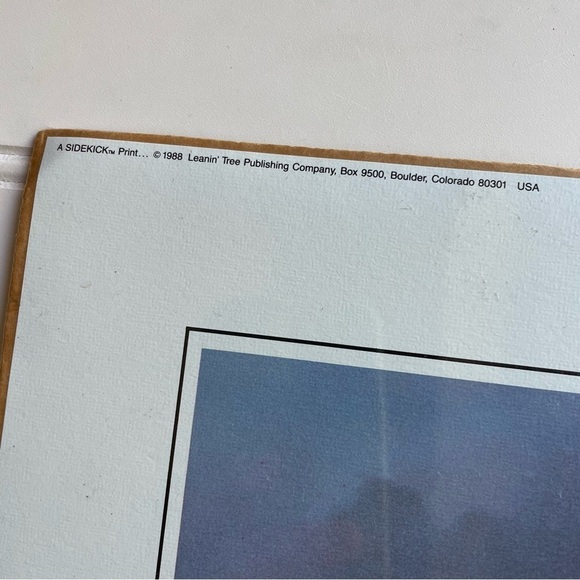 A SIDEKICK™ Print... ©1988 Leanin' Tree Publishing Company, Box 9500, Boulder, Colorado 80301 USA